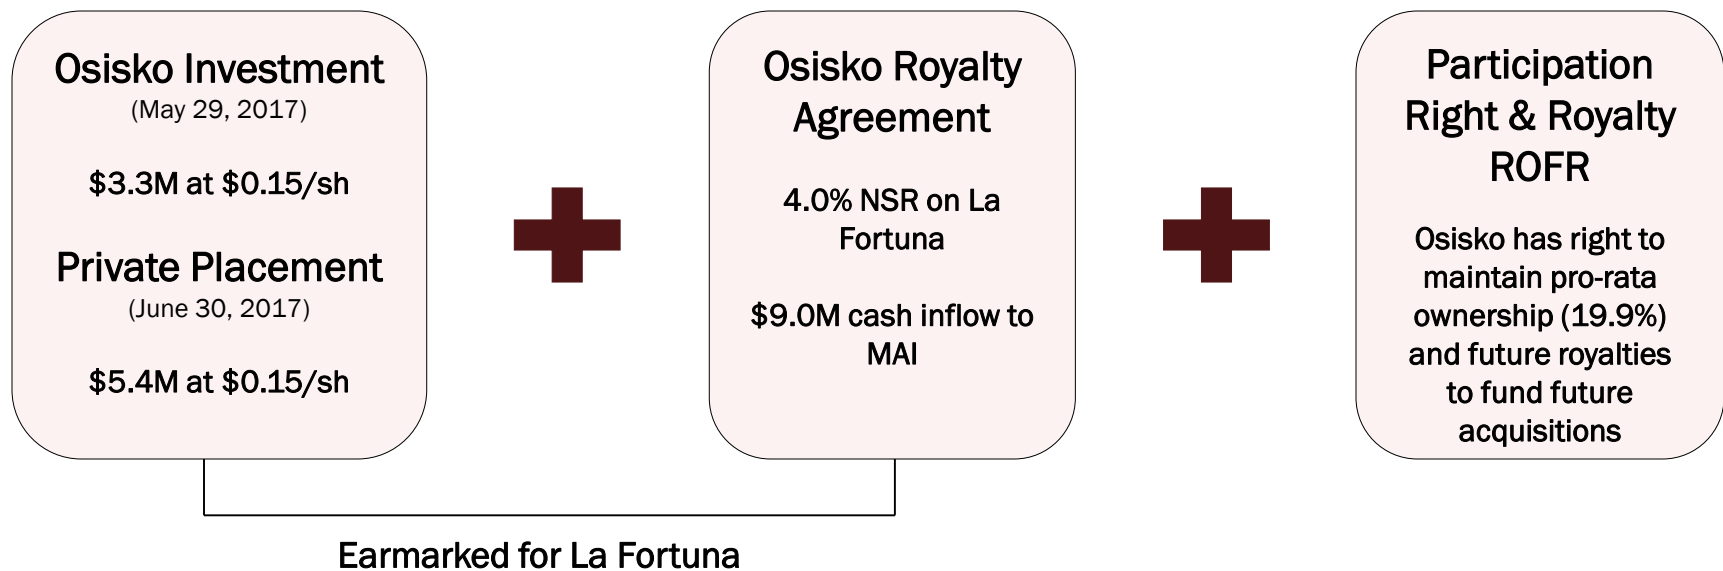 Osisko Investment
(May 29, 2017)
$3.3M at $0.15/sh
Private Placement
(June 30, 2017)
$5.4M at $0.15/sh
Osisko Royalty
Agreement
4.0% NSR on La
Fortuna
$9.0M cash inflow to
MAI
Participation
Right & Royalty
ROFR
Osisko has right to
maintain pro-rata
ownership (19.9%)
and future royalties
to fund future
acquisitions
Earmarked for La Fortuna